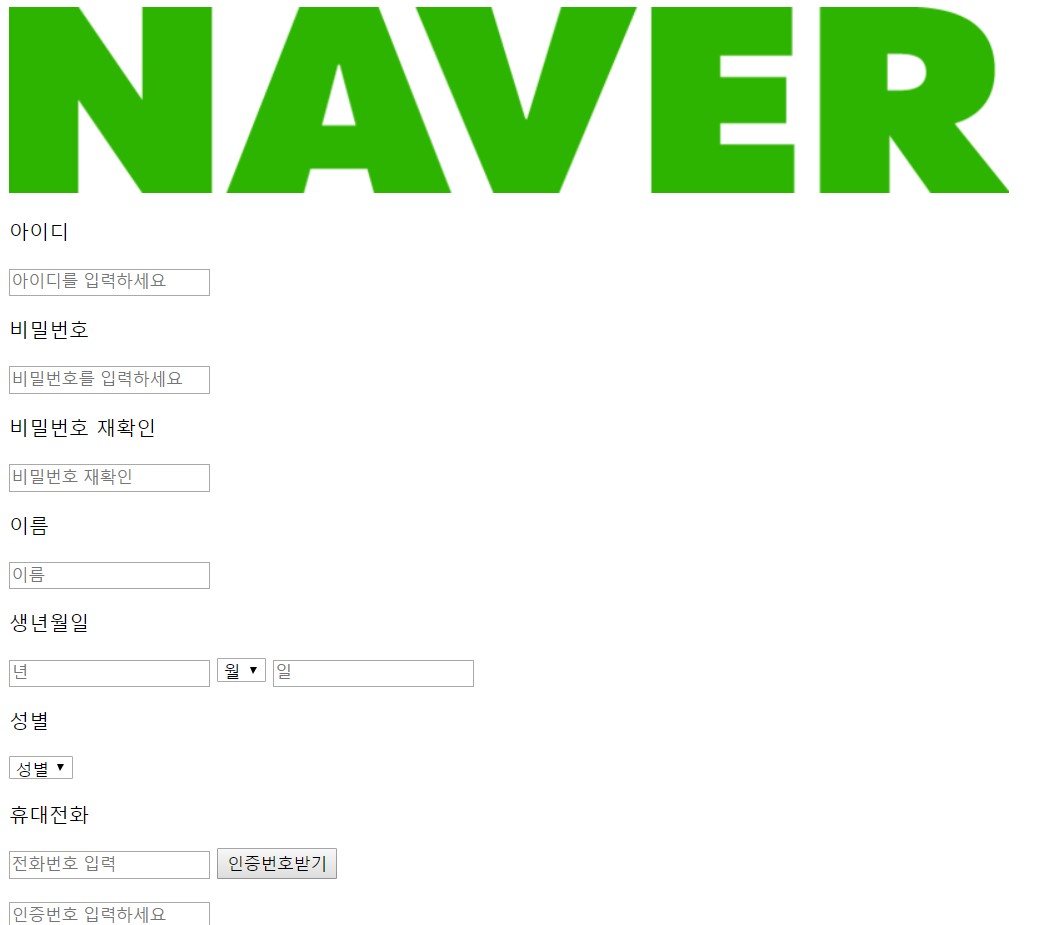 NAVER
아이디
아이디를 입력하세요
비밀번호
비밀번호를 입력하세요
비밀번호 재확인
비밀번호 재확인
이름
이름
생년월일
년 월 일
성별
성별
휴대전화
전화번호 입력 인증번호받기
인증번호 입력하세요